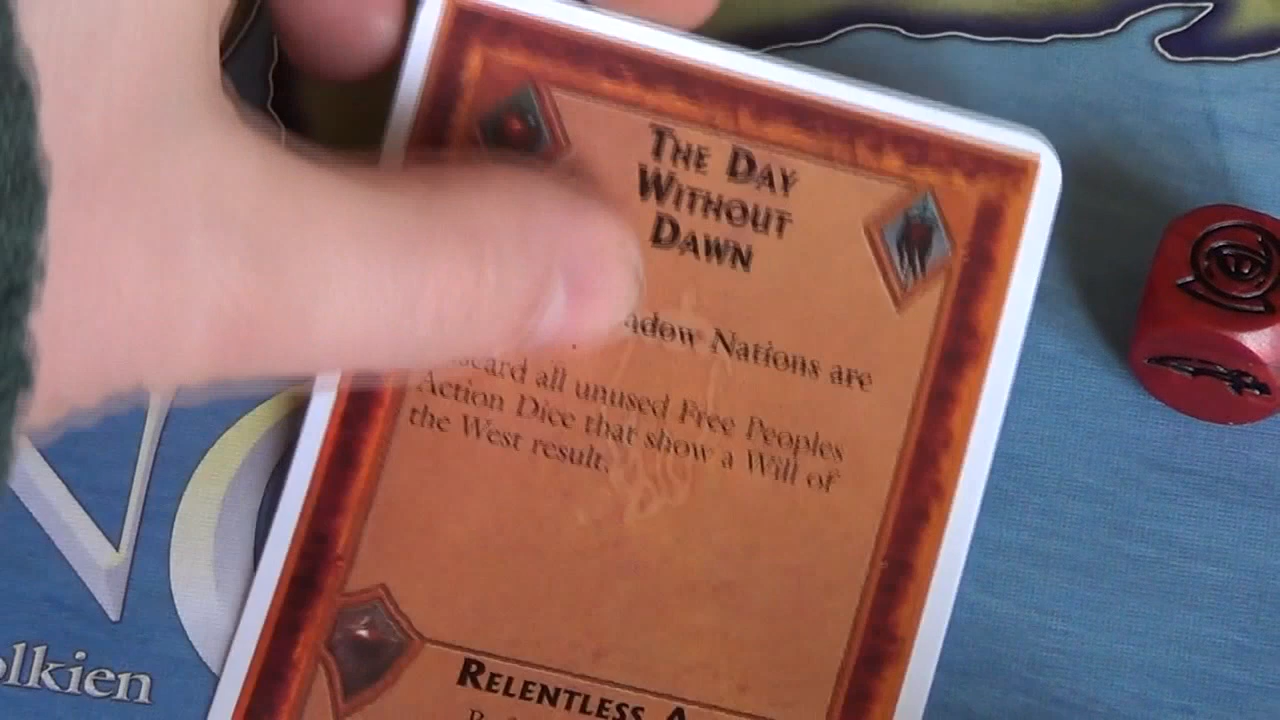 THE DAY
WITHOUT
DAWN
adow Nations are
scard all unused Free Peoples
Action Dice that show a Will of
the West result.
RELENTLESS A
olkien